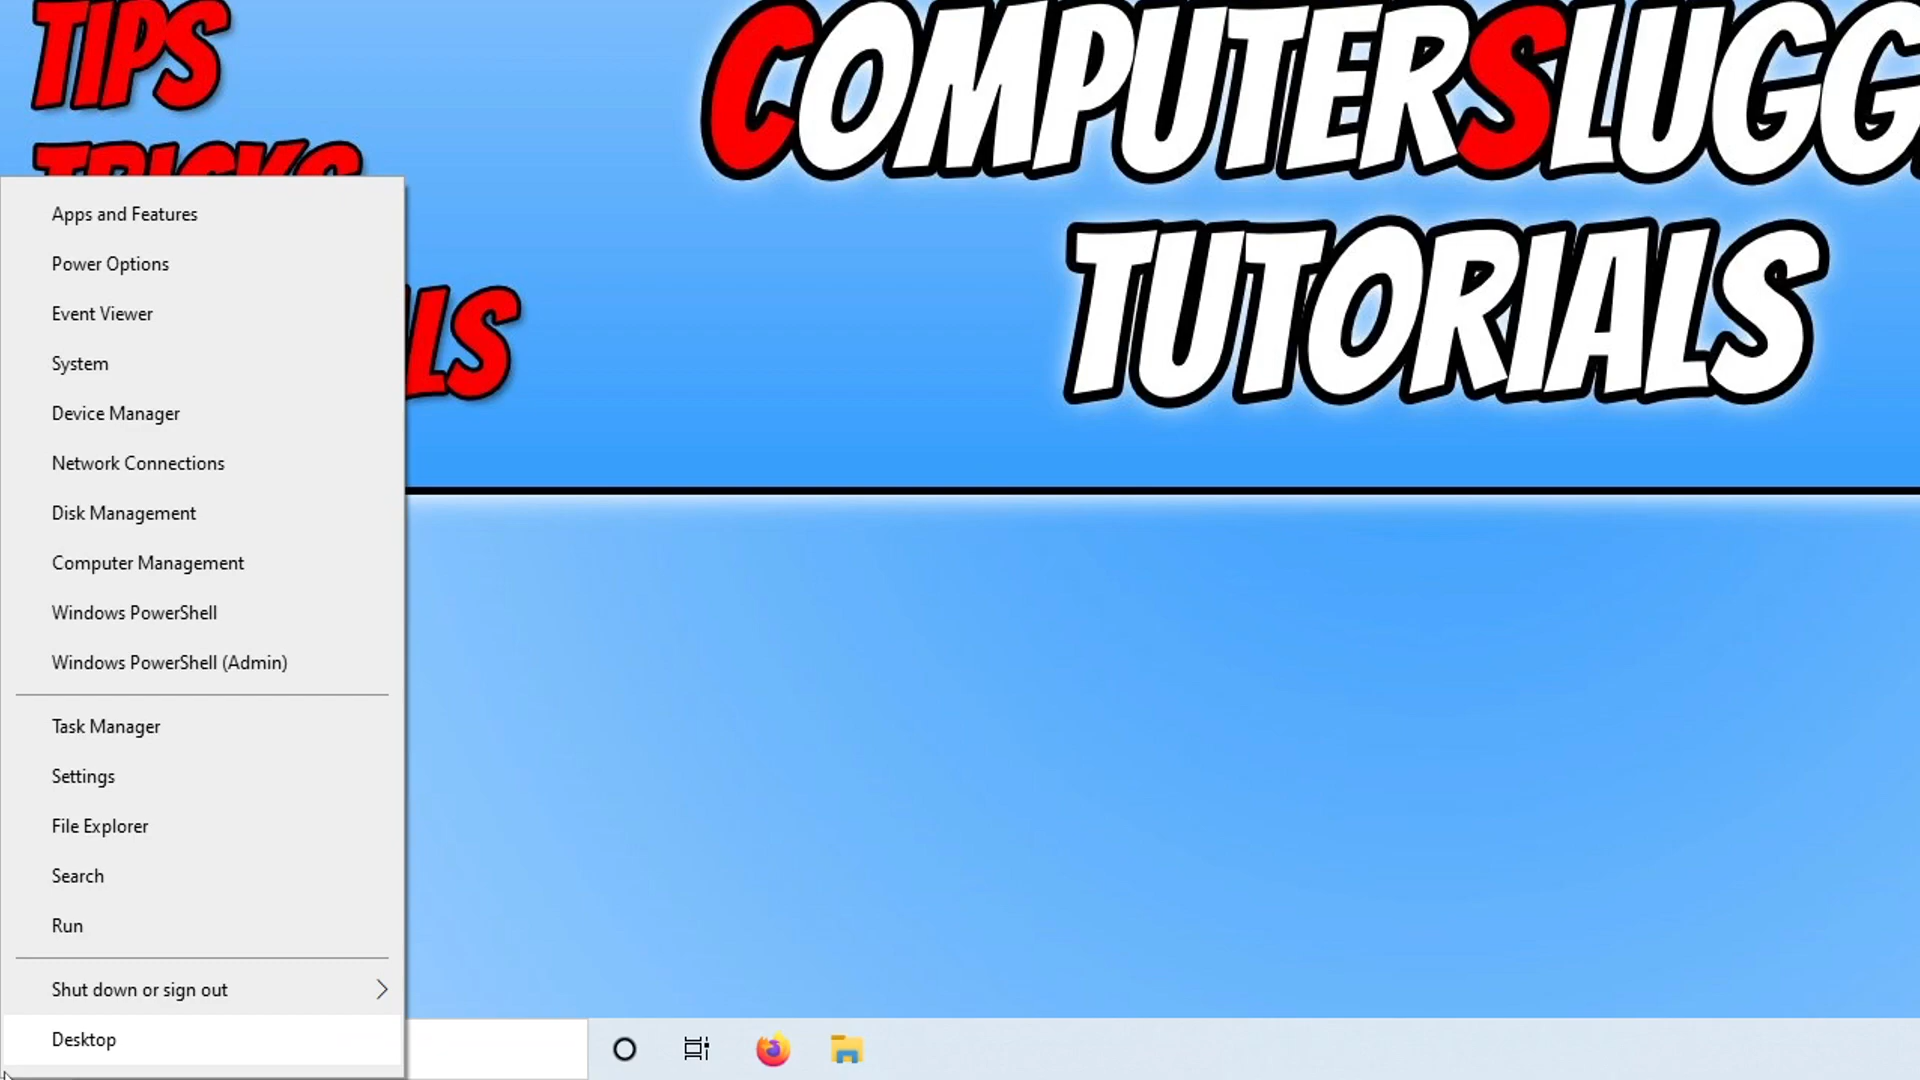 TIPS
TRICKS
COMPUTERSLUGG
TUTORIALS
LS
Apps and Features
Power Options
Event Viewer
System
Device Manager
Network Connections
Disk Management
Computer Management
Windows PowerShell
Windows PowerShell (Admin)
Task Manager
Settings
File Explorer
Search
Run
Shut down or sign out
Desktop